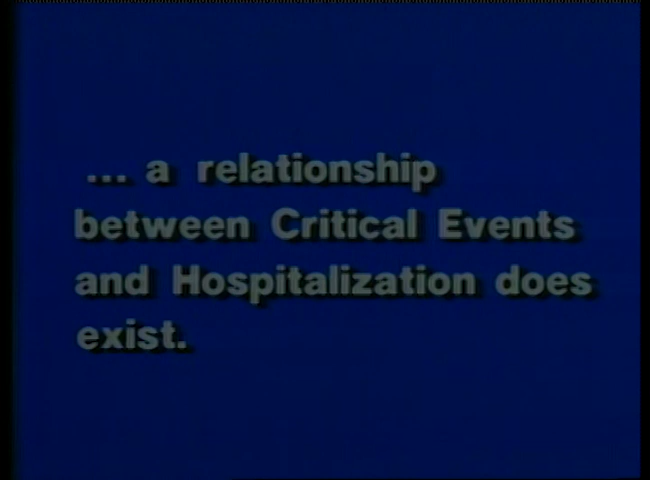 ... a relationship
between Critical Events
and Hospitalization does
exist.